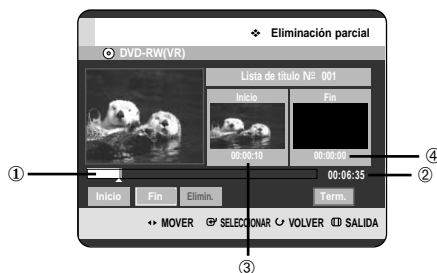 ❖ Eliminación parcial
DVD-RW(VR)
Lista de título Nº 001
Inicio Fin
00:00:10 00:00:00
④
①
00:06:35 ②
Inicio Fin Elimin. Term.
MOVER SELECCIONAR VOLVER SALIDA
③